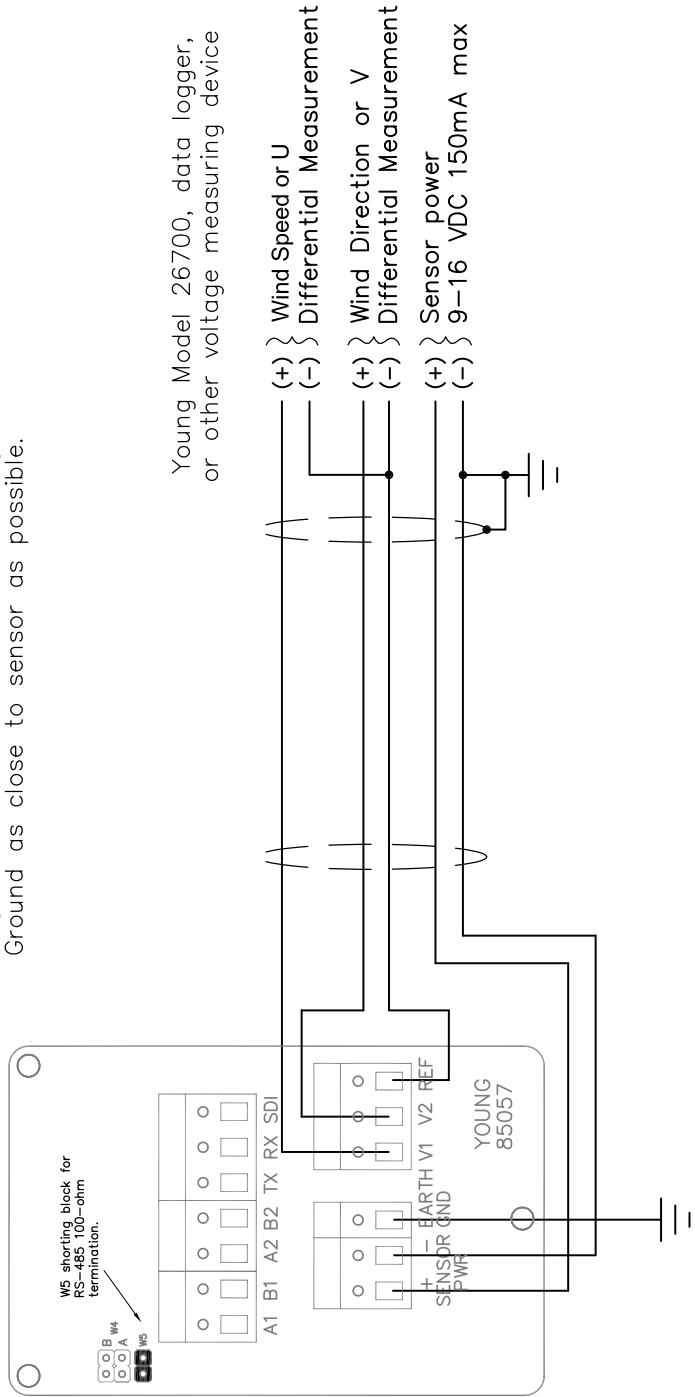 Ground as close to sensor as possible.
Young Model 26700, data logger,
or other voltage measuring device
(+) Wind Speed or U
(-) Differential Measurement
(+) Wind Direction or V
(-) Differential Measurement
(+) Sensor power
(-) 9-16 VDC 150mA max
W5 shorting block for
RS-485 100-ohm
termination.
B
A
W4
W5
A1 B1 A2 B2 TX RX SDI
+ - EARTH V1 V2 REF
SENSOR GND
PWR
YOUNG
85057